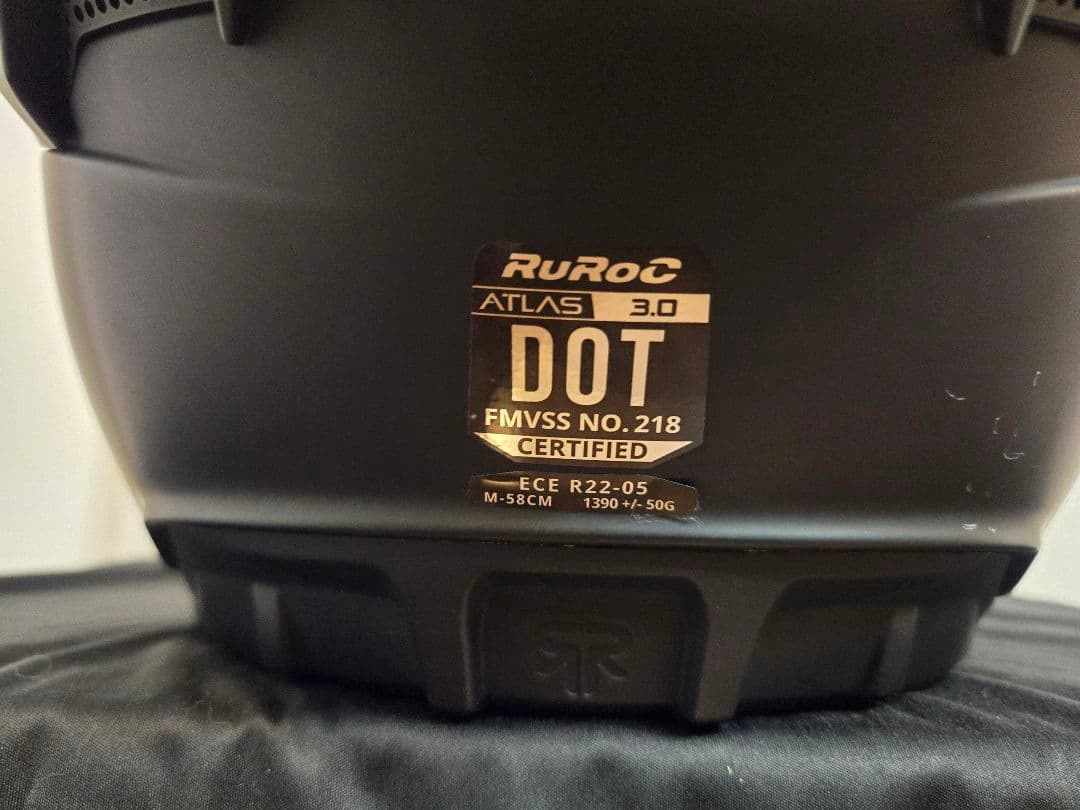 RUROC
ATLAS 3.0
DOT
FMVSS NO. 218
CERTIFIED
ECE R22-05
M-58CM 1390 +/- 50G